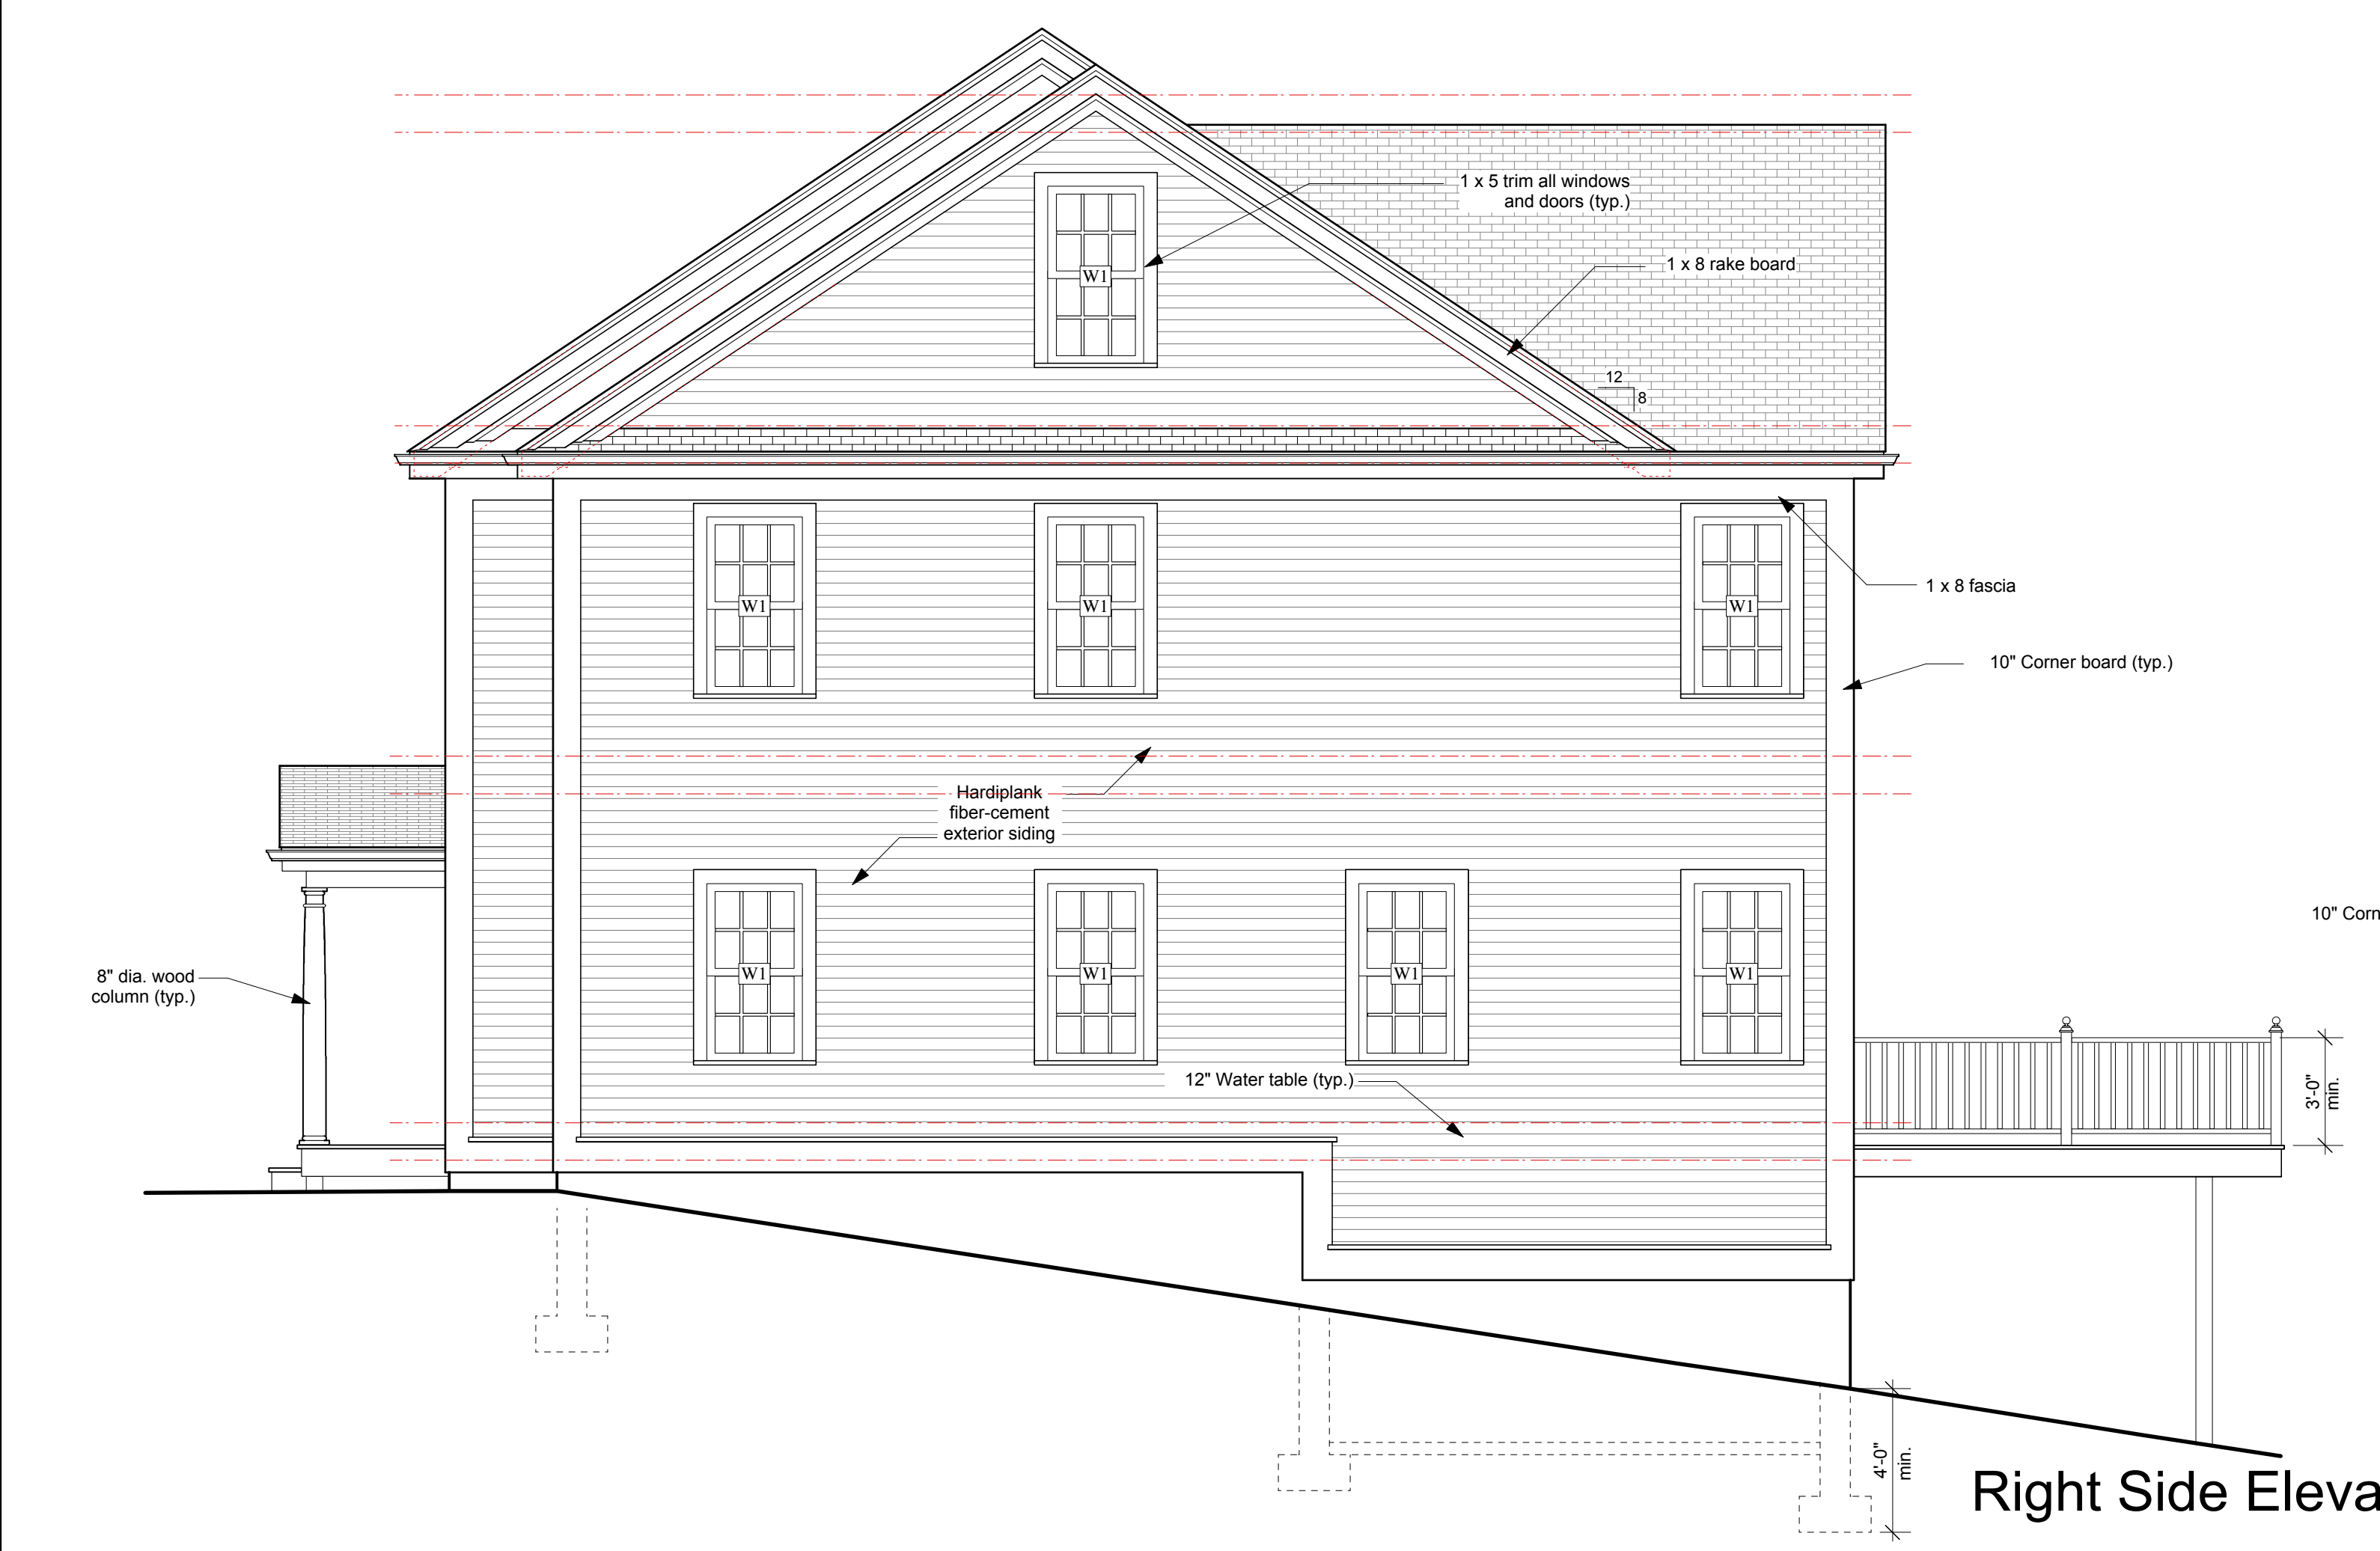 1 x 5 trim all windows
and doors (typ.)
1 x 8 rake board
W1
12
8
W1
W1
W1
1 x 8 fascia
10" Corner board (typ.)
Hardiplank
fiber-cement
exterior siding
10" Corn
8" dia. wood
column (typ.)
W1
W1
W1
W1
12" Water table (typ.)
3'-0"
min.
4'-0"
min.
Right Side Eleva